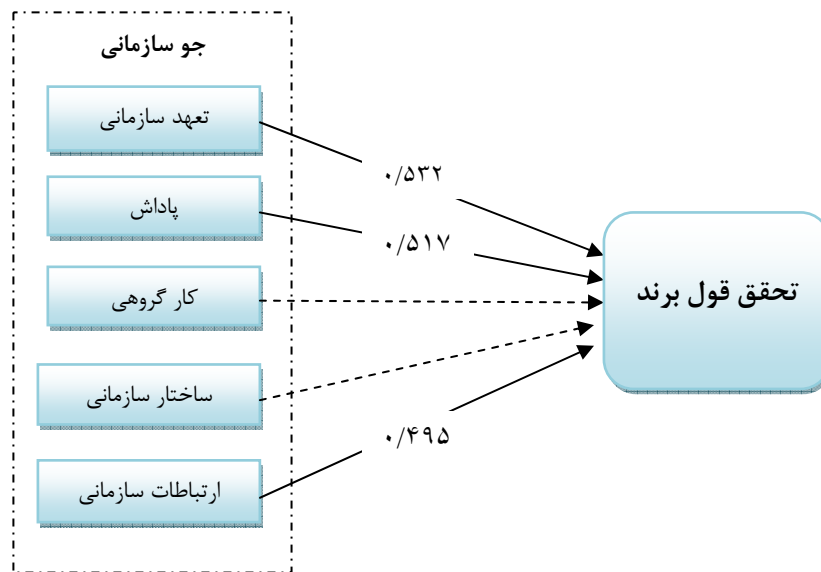 جو سازمانی
تعهد سازمانی
۰/۵۳۲
پاداش
۰/۵۱۷
کار گروهی
تحقق قول برند
ساختار سازمانی
۰/۴۹۵
ارتباطات سازمانی